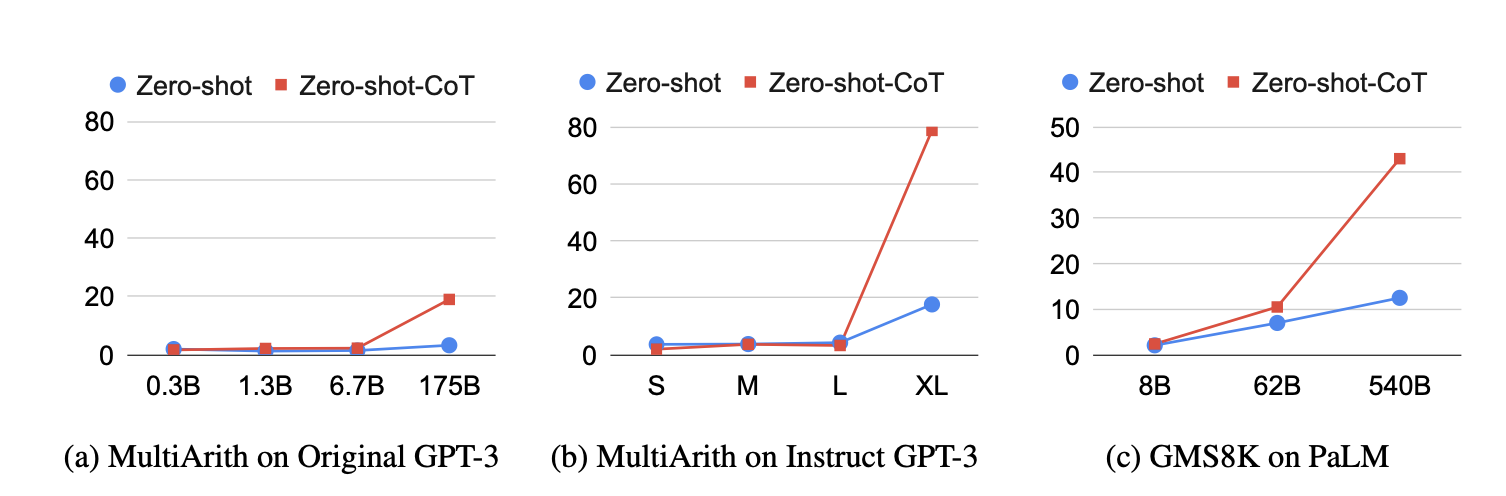 Zero-shot Zero-shot-CoT
80
60
40
20
0
0.3B 1.3B 6.7B 175B
(a) MultiArith on Original GPT-3
Zero-shot Zero-shot-CoT
80
60
40
20
0
S M L XL
(b) MultiArith on Instruct GPT-3
Zero-shot Zero-shot-CoT
50
40
30
20
10
0
8B 62B 540B
(c) GMS8K on PaLM